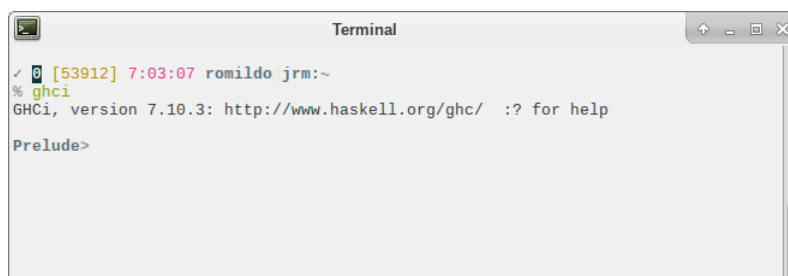 Terminal
✓ 0 [53912] 7:03:07 romildo jrm:~
% ghci
GHCi, version 7.10.3: http://www.haskell.org/ghc/  :? for help
Prelude>